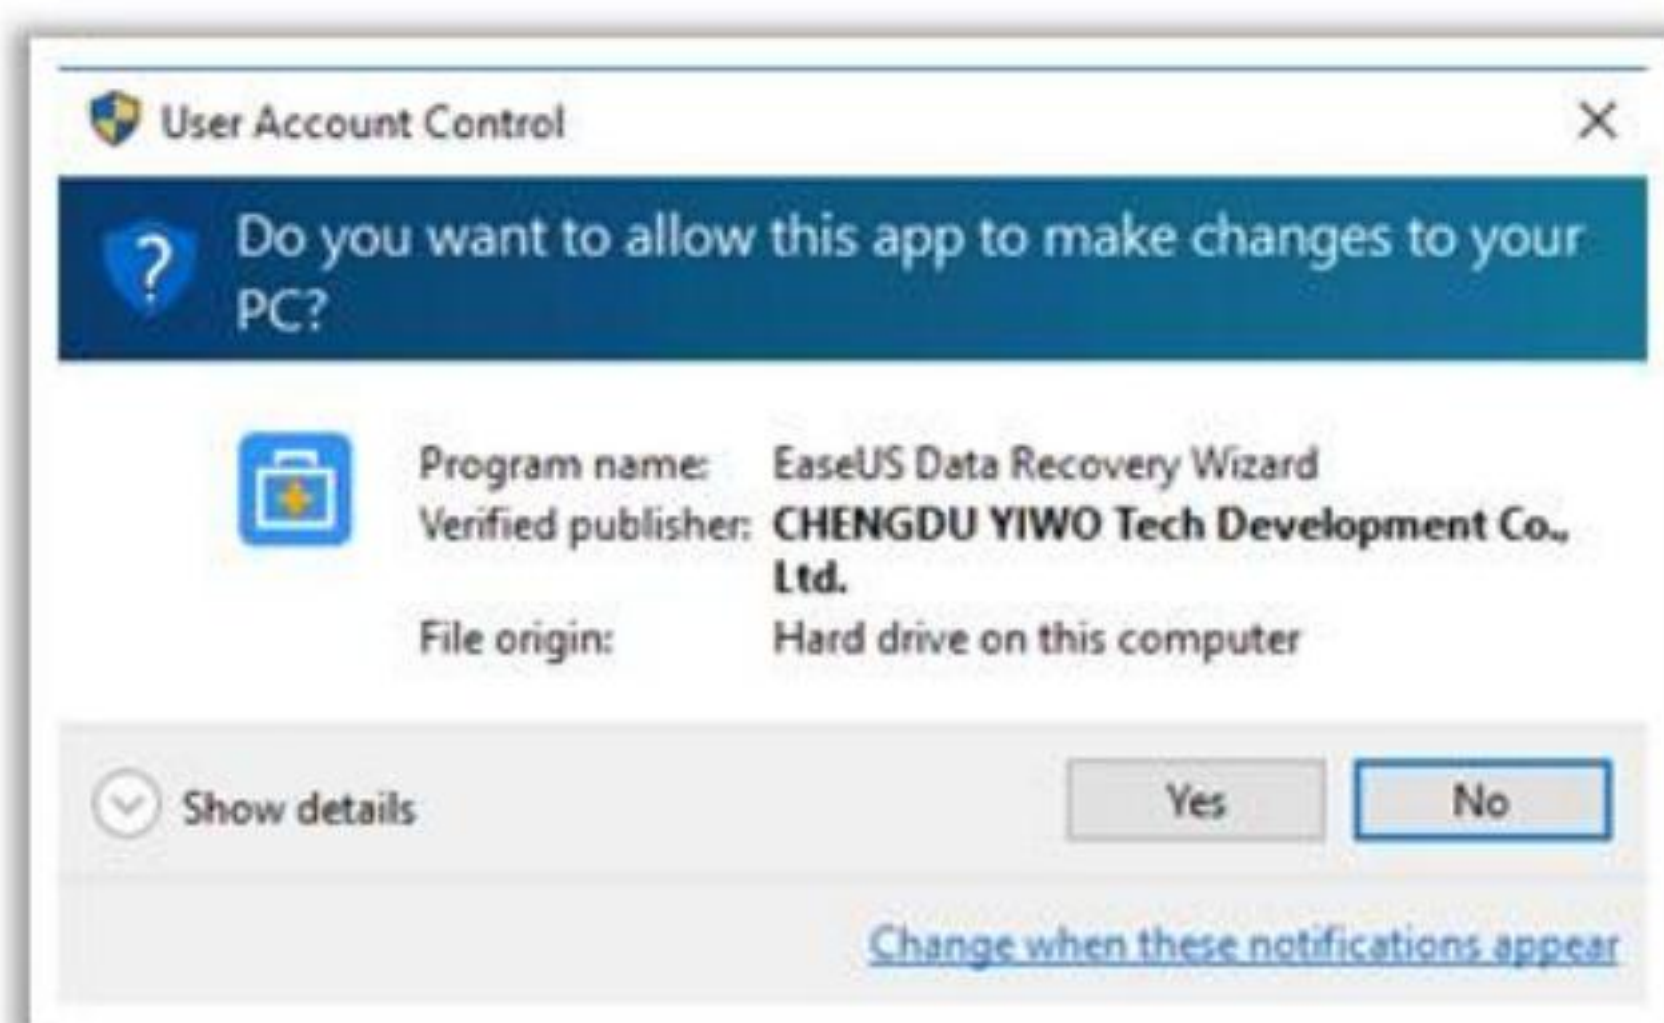 User Account Control
Do you want to allow this app to make changes to your
PC?
Program name: EaseUS Data Recovery Wizard
Verified publisher: CHENGDU YIWO Tech Development Co.,
Ltd.
File origin: Hard drive on this computer
Show details
Yes
No
Change when these notifications appear